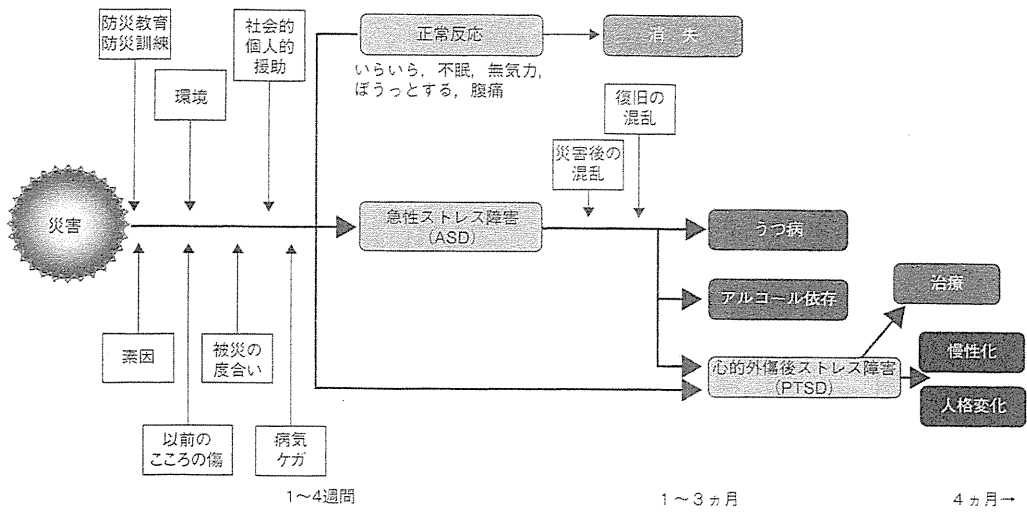 防災教育
防災訓練
社会的
個人的
援助
環境
正常反応
消 失
いらいら，不眠，無気力，
ぼうっとする，腹痛
復旧の
混乱
災害後の
混乱
災害
急性ストレス障害
(ASD)
うつ病
アルコール依存
治療
心的外傷後ストレス障害
(PTSD)
慢性化
人格変化
素因
被災の
度合い
以前の
こころの傷
病気
ケガ
1〜4週間
1〜3ヵ月
4ヵ月→